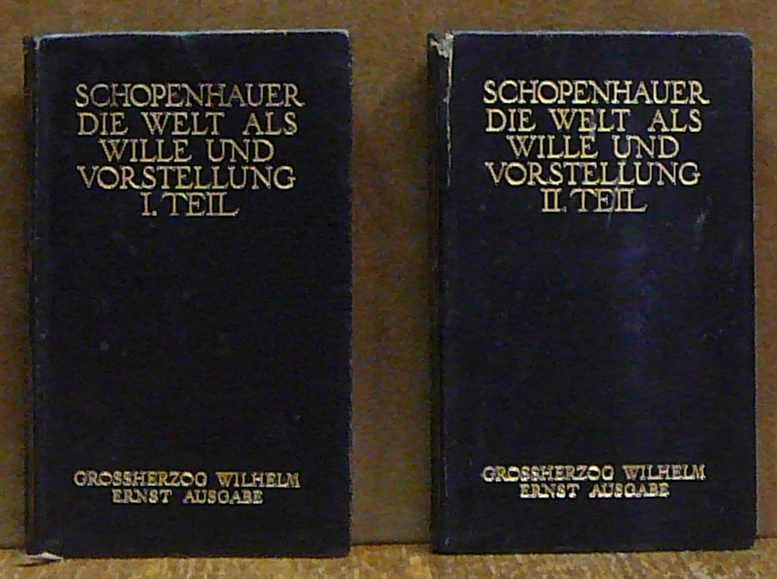 SCHOPENHAUER
DIE WELT ALS
WILLE UND
VORSTELLUNG
I. TEIL
GROSSHERZOG WILHELM
ERNST AUSGABE
SCHOPENHAUER
DIE WELT ALS
WILLE UND
VORSTELLUNG
II. TEIL
GROSSHERZOG WILHELM
ERNST AUSGABE